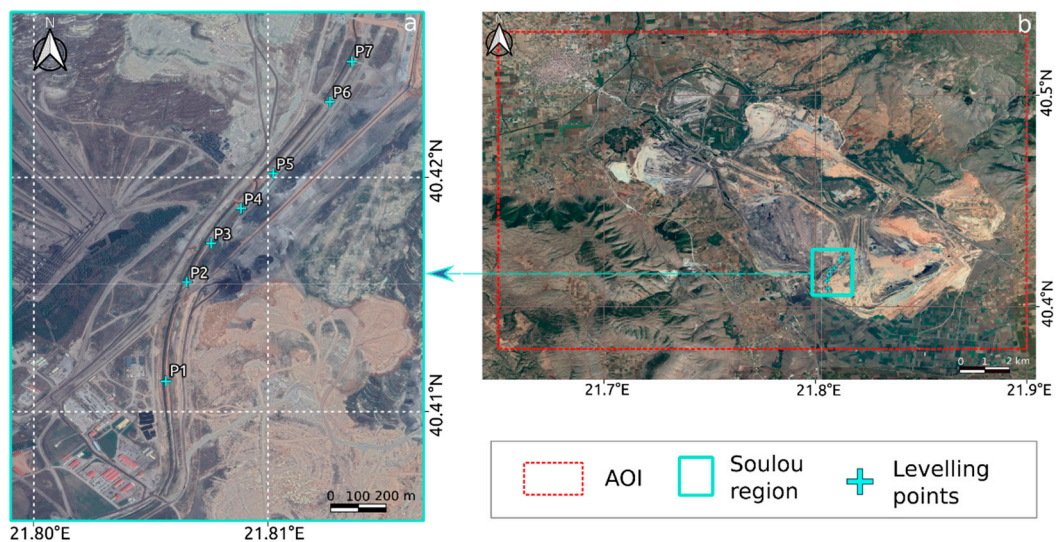 N
a
P7
P6
P5
P4
P3
P2
P1
40.42°N
40.41°N
0 100 200 m
21.80°E
21.81°E
N
b
40.5°N
40.4°N
0 1 2 km
21.7°E
21.8°E
21.9°E
AOI
Soulou
region
Levelling
points